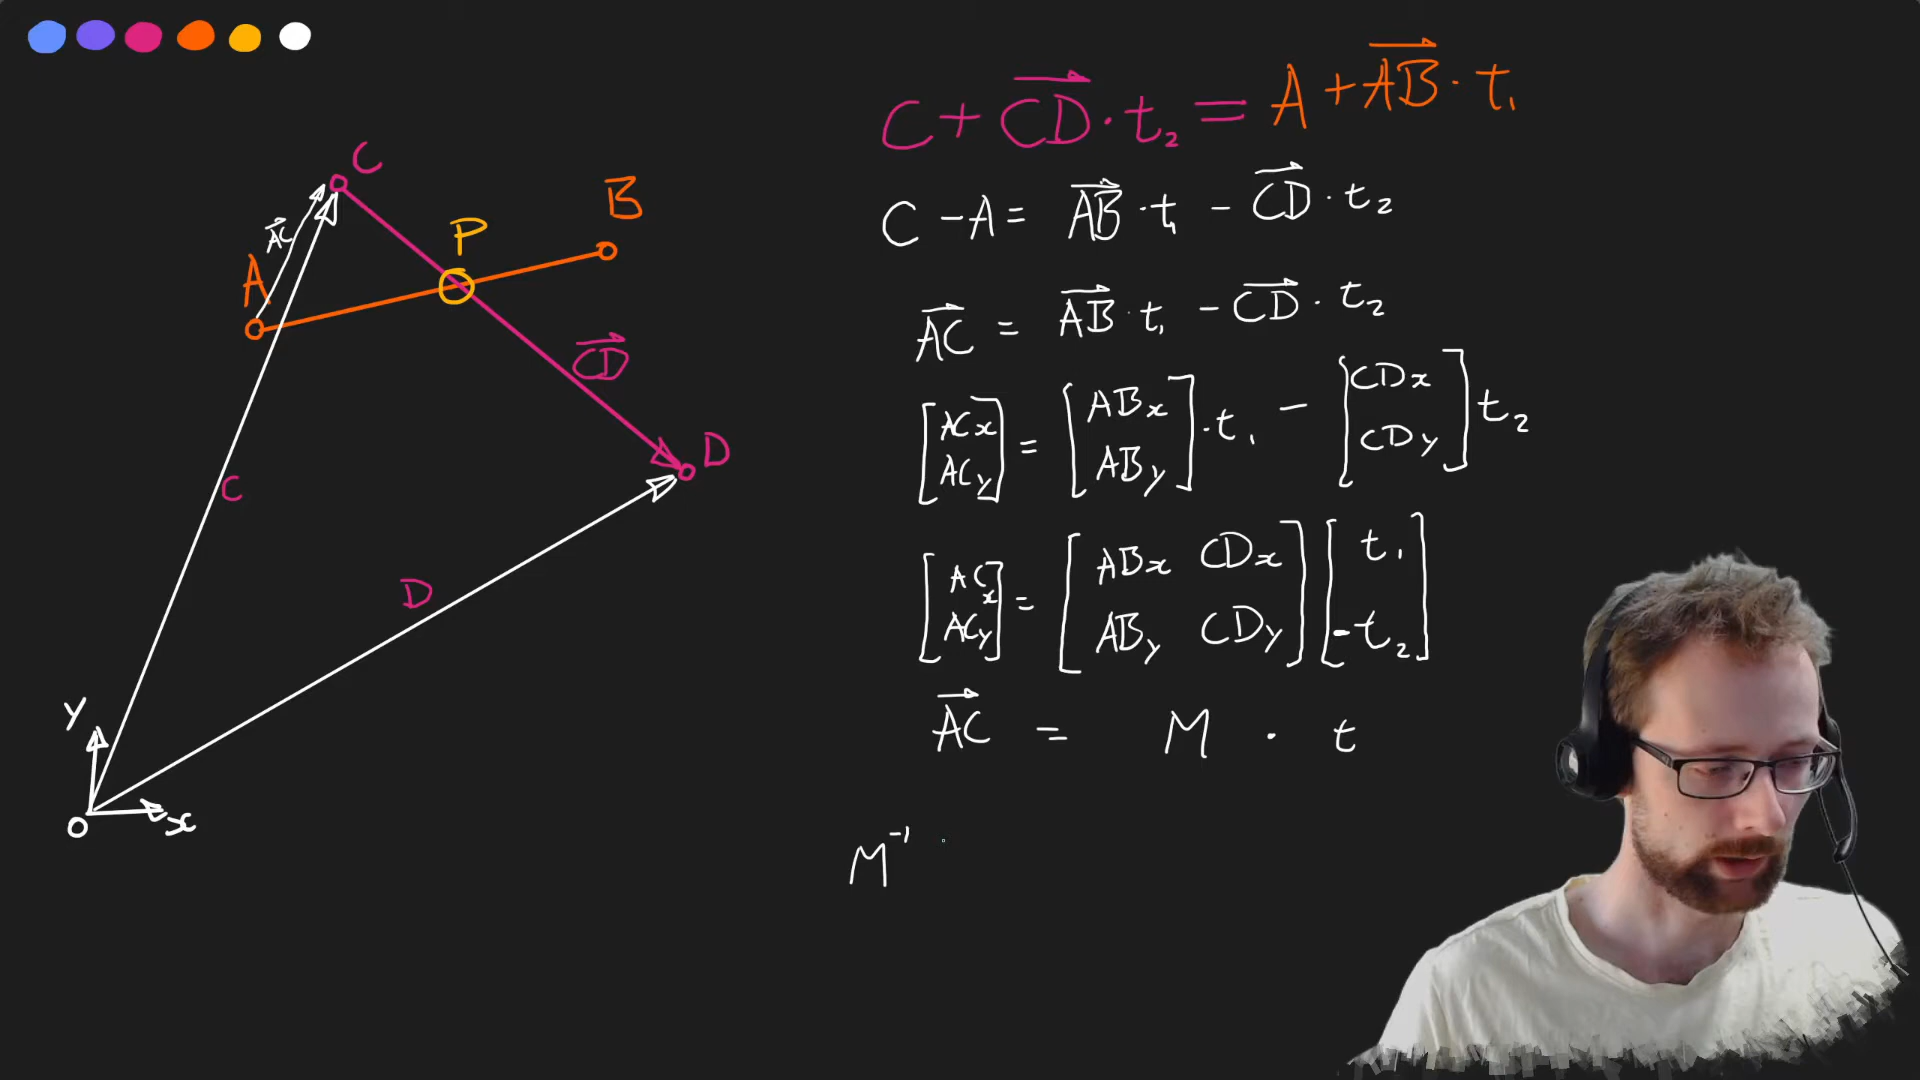 C + CD · t₂ = A + AB · t₁
C - A = AB · t₁ - CD · t₂
AC = AB · t₁ - CD · t₂
[ACx ACy] = [ABx ABy] · t₁ - [CDx CDy] t₂
[ACx ACy] = [ABx CDx ABy CDy] [t₁ -t₂]
AC = M · t
M⁻¹
C
B
P
AC
A
CD
D
C
D
y
x
O